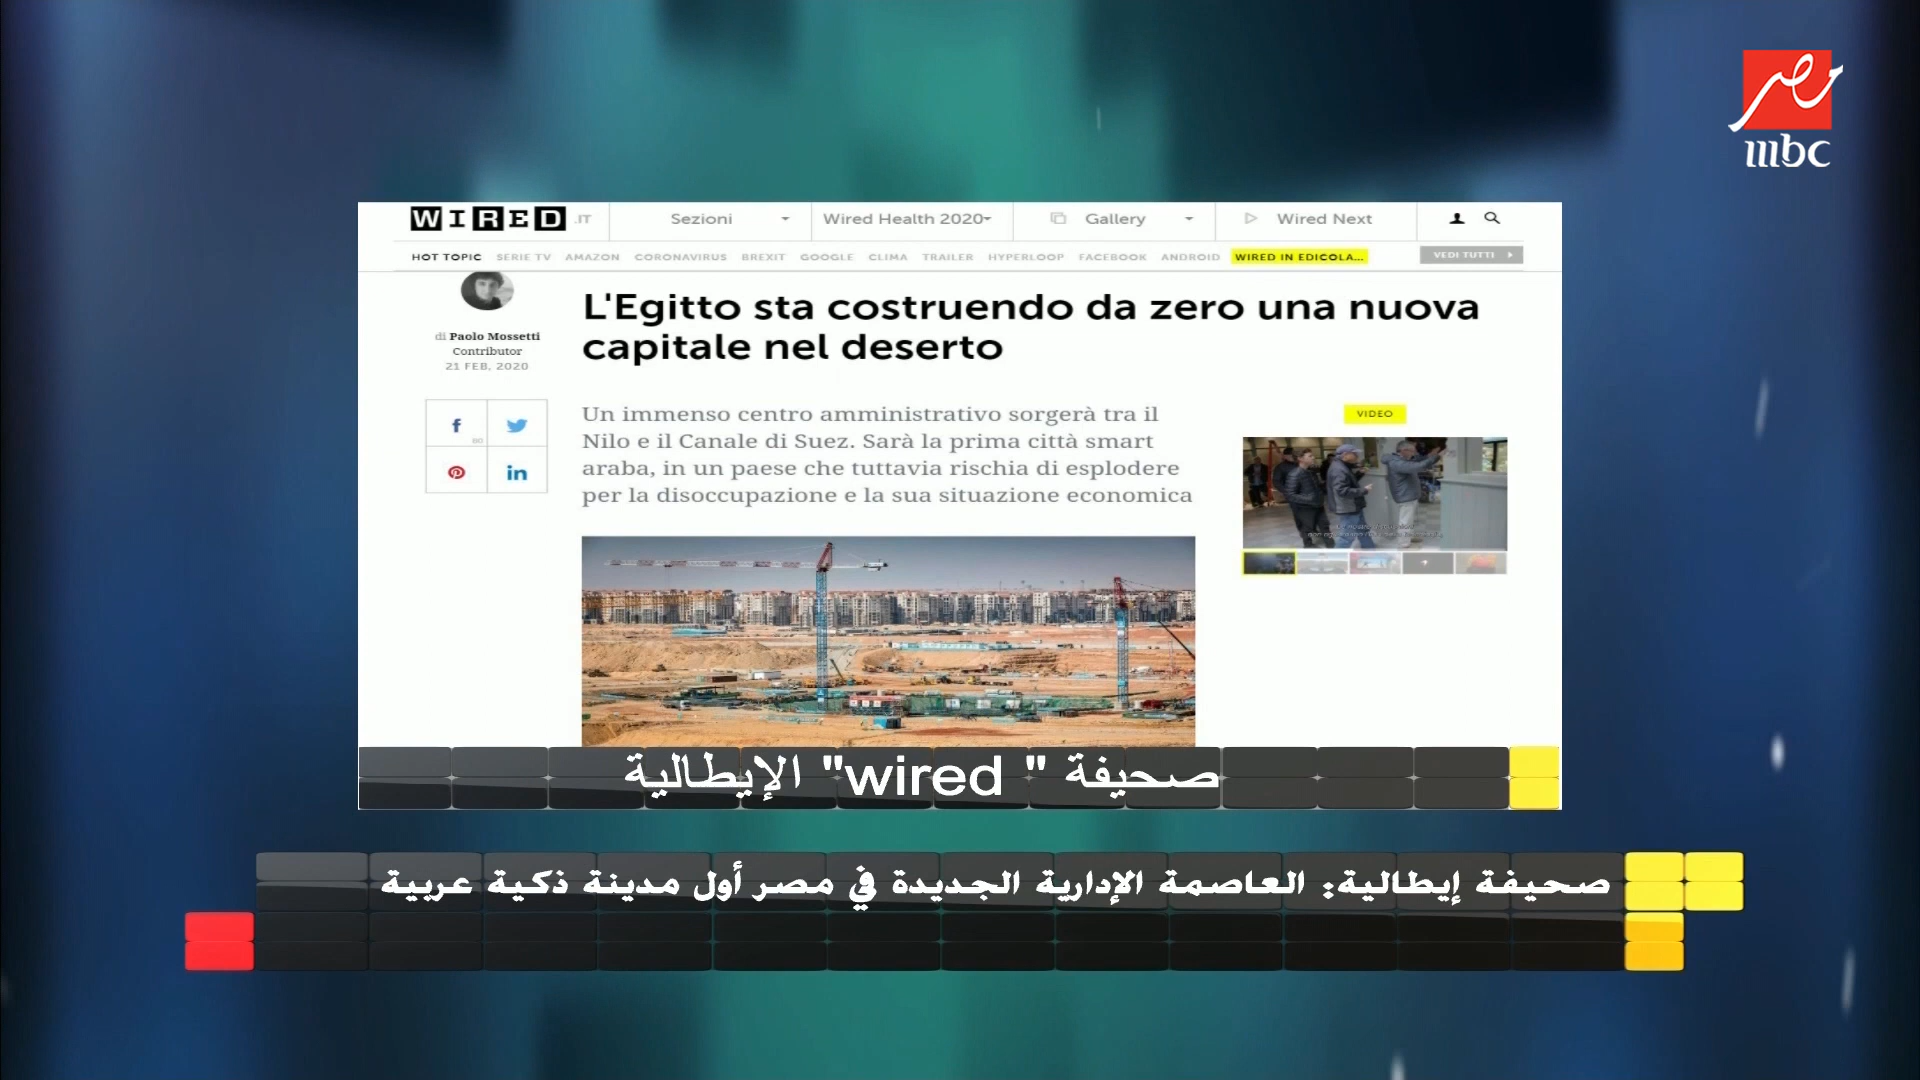 مصر
mbc
WIRED .IT
Sezioni
Wired Health 2020
Gallery
Wired Next
HOT TOPIC SERIE TV AMAZON CORONAVIRUS BREXIT GOOGLE CLIMA TRAILER HYPERLOOP FACEBOOK ANDROID WIRED IN EDICOLA... VEDI TUTTI
L'Egitto sta costruendo da zero una nuova
capitale nel deserto
di Paolo Mossetti
Contributor
21 FEB, 2020
Un immenso centro amministrativo sorgerà tra il
Nilo e il Canale di Suez. Sarà la prima città smart
araba, in un paese che tuttavia rischia di esplodere
per la disoccupazione e la sua situazione economica
VIDEO
صحيفة " wired" الإيطالية
صحيفة إيطالية: العاصمة الإدارية الجديدة في مصر أول مدينة ذكية عربية